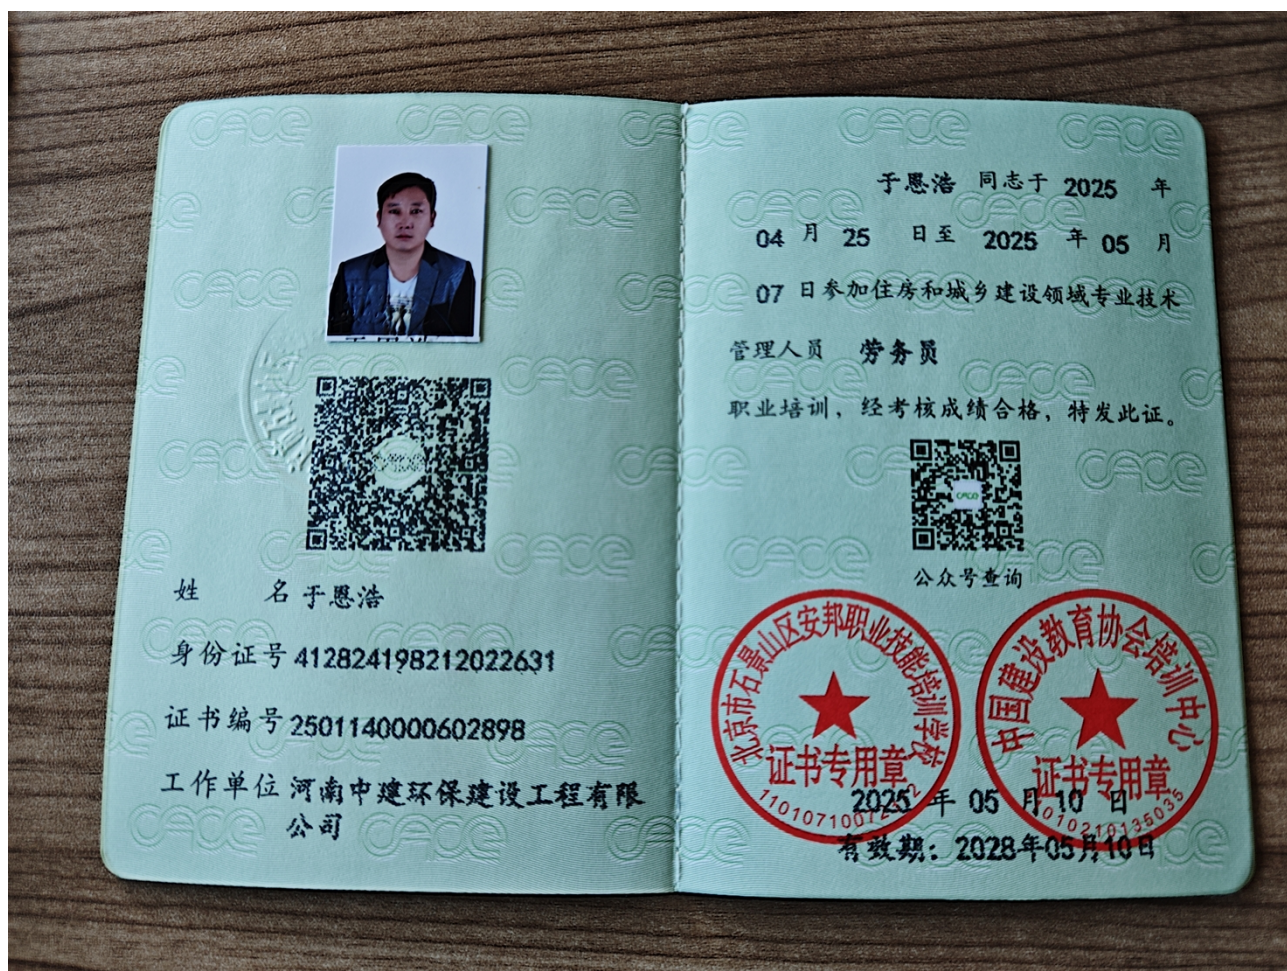 姓 名 于恩浩
身份证号 412824198212022631
证书编号 25011400000602898
工作单位 河南中建环保建设工程有限
公司
于恩浩 同志于 2025 年
04 月 25 日至 2025 年 05 月
07 日参加住房和城乡建设领域专业技术
管理人员 劳务员
职业培训，经考核成绩合格，特发此证。
公众号查询
北京市石景山区安邦职业技能培训学校
证书专用章
中国建设教育协会培训中心
证书专用章
2025 年 05 月 10 日
有效期：2028年05月10日